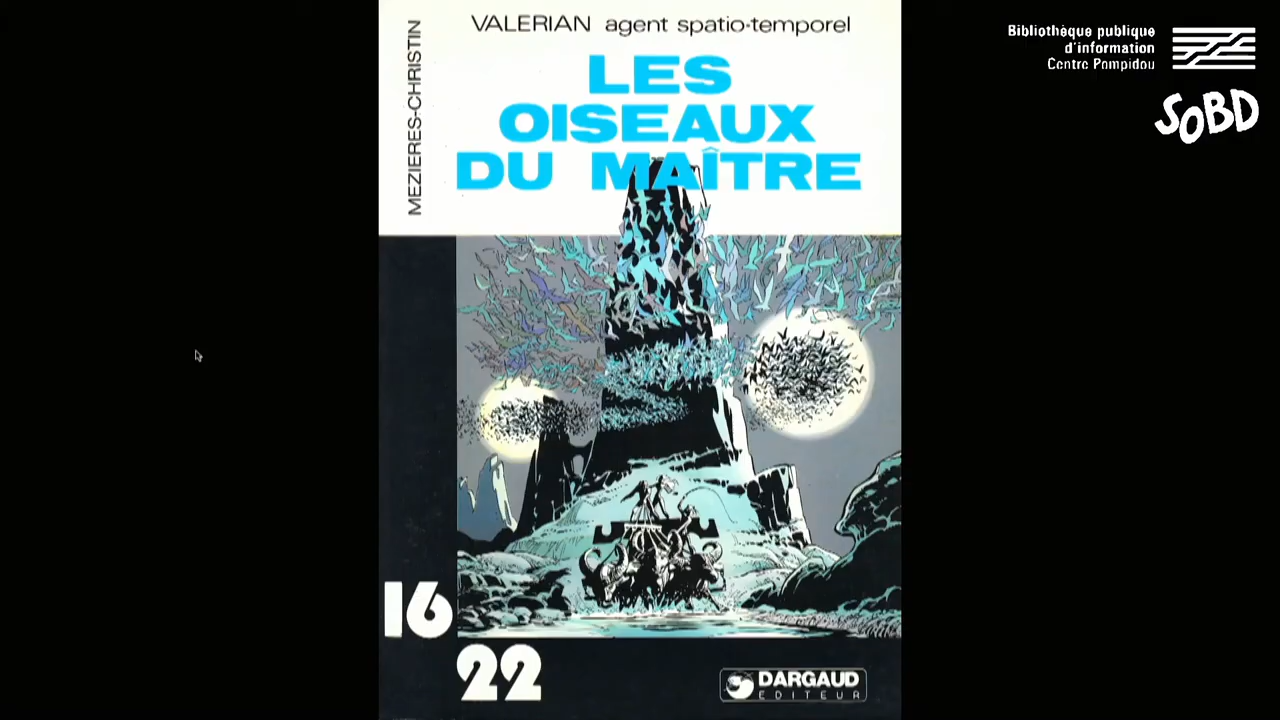 VALERIAN agent spatio-temporel
MEZIERES-CHRISTIN
LES
OISEAUX
DU MAÎTRE
16
22
DARGAUD
EDITEUR
Bibliothèque publique
d'information
Centre Pompidou
SOBD